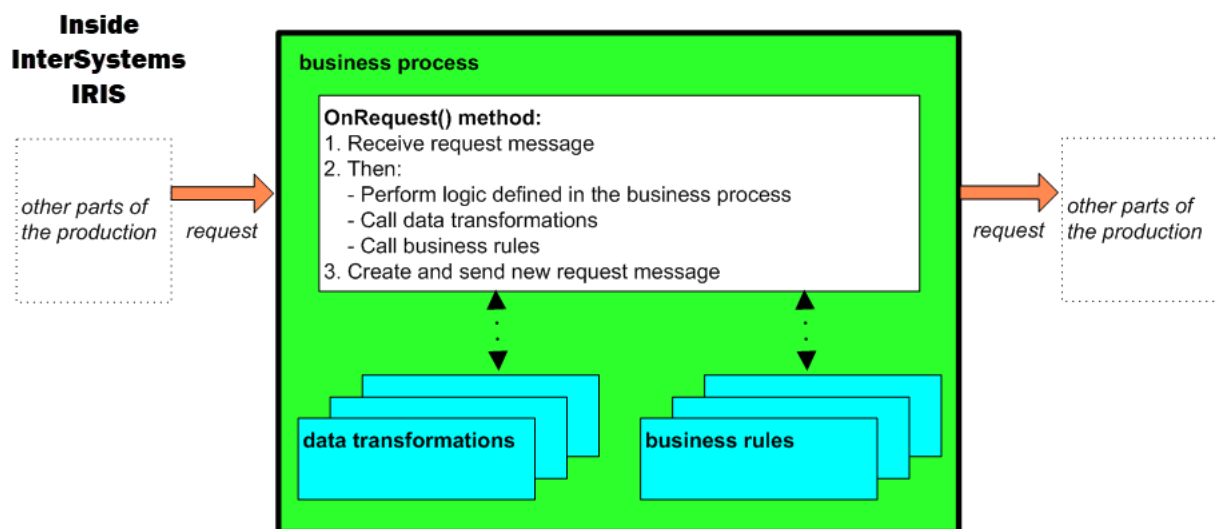 Inside
InterSystems
IRIS
business process
OnRequest() method:
1. Receive request message
2. Then:
- Perform logic defined in the business process
- Call data transformations
- Call business rules
3. Create and send new request message
other parts of
the production
request
request
other parts of
the production
data transformations
business rules